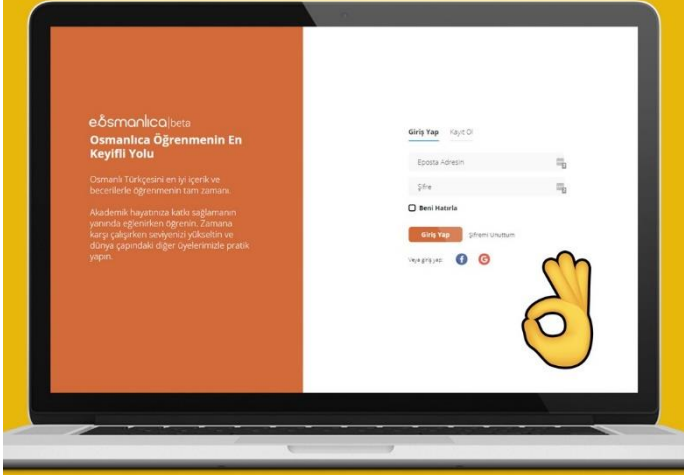 eosmanlıca|beta
Osmanlıca Öğrenmenin En
Keyifli Yolu
Osmanlı Türkçesini en iyi içerik ve
becerilerle öğrenmenin tam zamanı.
Akademik hayatınıza katkı sağlamanın
yanında eğlenirken öğrenin. Zamana
karşı çalışırken seviyenizi yükseltin ve
dünya çapındaki diğer üyelerimizle pratik
yapın.
Giriş Yap Kayıt Ol
Eposta Adresin
Şifre
Beni Hatırla
Giriş Yap Şifremi Unuttum
Veya giriş yap:
f G